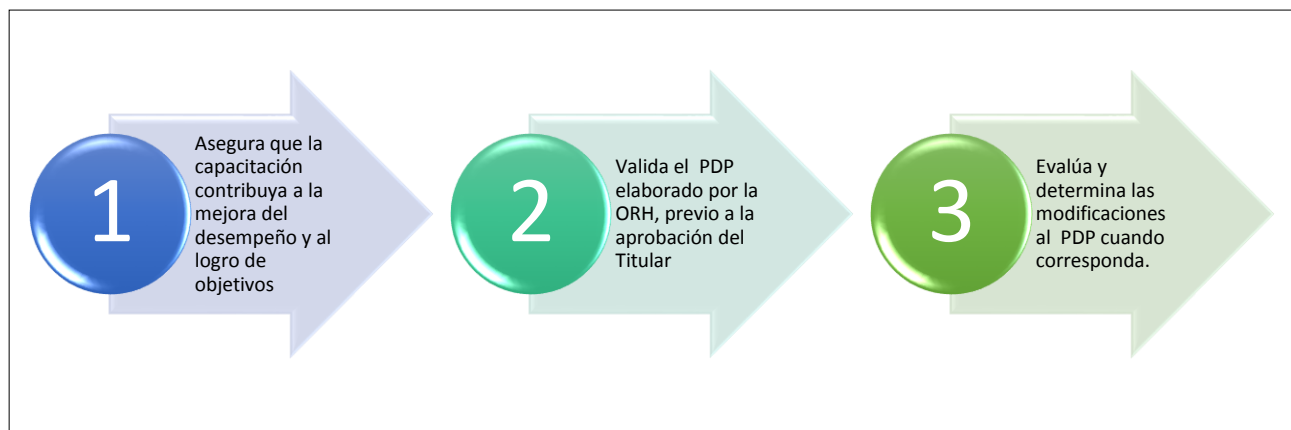 1
Asegura que la
capacitación
contribuya a la
mejora del
desempeño y al
logro de
objetivos
2
Valida el PDP
elaborado por la
ORH, previo a la
aprobación del
Titular
3
Evalúa y
determina las
modificaciones
al PDP cuando
corresponda.